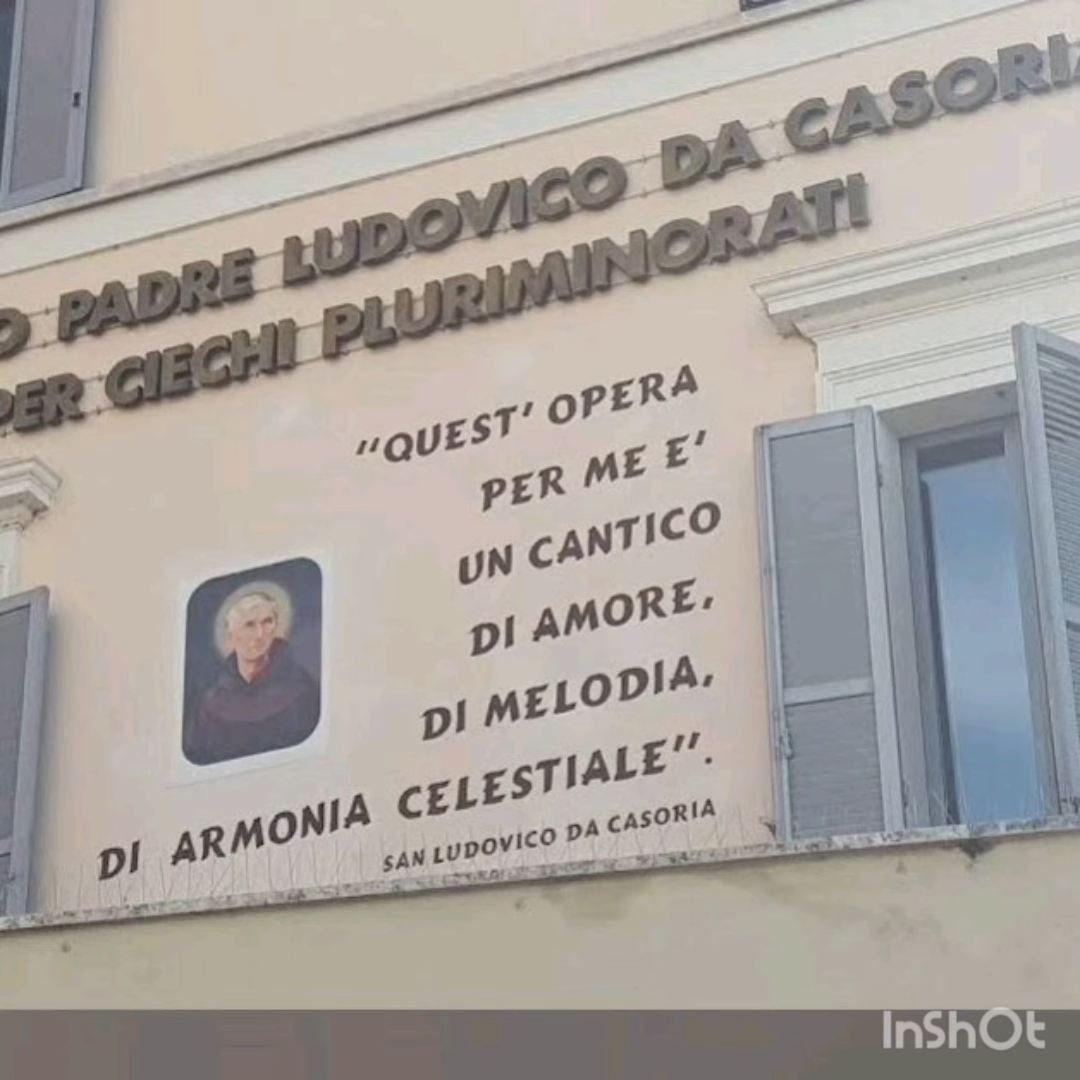 PADRE LUDOVICO DA CASORIA
PER CIECHI PLURIMINORATI
"QUEST' OPERA
PER ME E'
UN CANTICO
DI AMORE,
DI MELODIA,
DI ARMONIA CELESTIALE".
SAN LUDOVICO DA CASORIA
InShOt